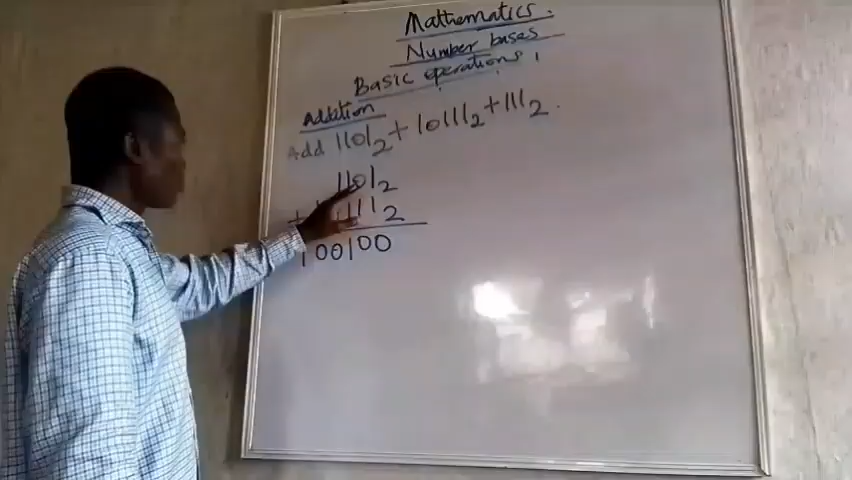 Mathematics.
Number bases
Basic operations,
Addition
Add 1101₂ + 10111₂ + 111₂.
1101₂
+ 111₂
100100